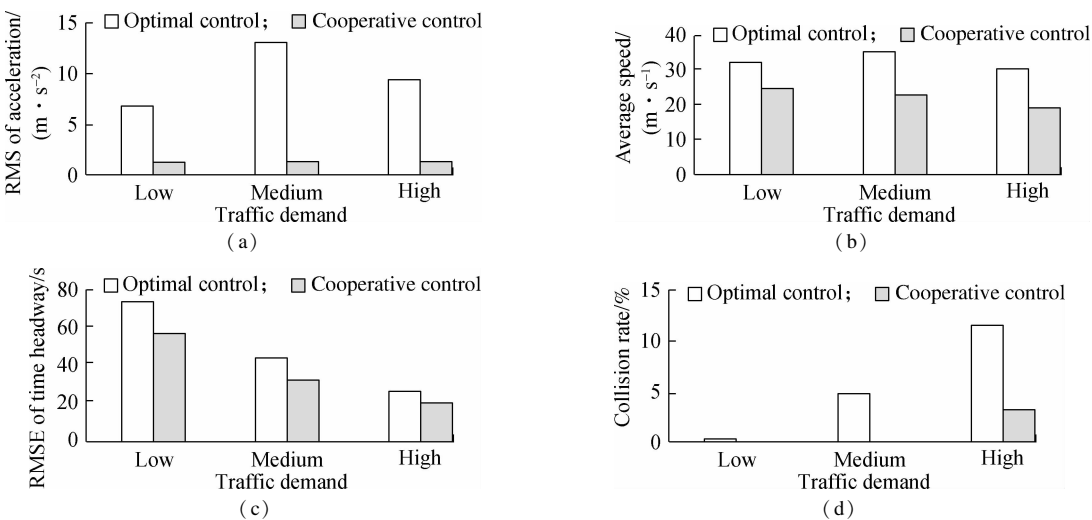 RMS of acceleration/
(m · s⁻²)
15
10
5
0
Optimal control;
Cooperative control
Low
Medium
High
Traffic demand
(a)
Average speed/
(m · s⁻¹)
40
30
20
10
0
Optimal control;
Cooperative control
Low
Medium
High
Traffic demand
(b)
RMSE of time headway/s
80
60
40
20
0
Optimal control;
Cooperative control
Low
Medium
High
Traffic demand
(c)
Collision rate/%
15
10
5
0
Optimal control;
Cooperative control
Low
Medium
High
Traffic demand
(d)